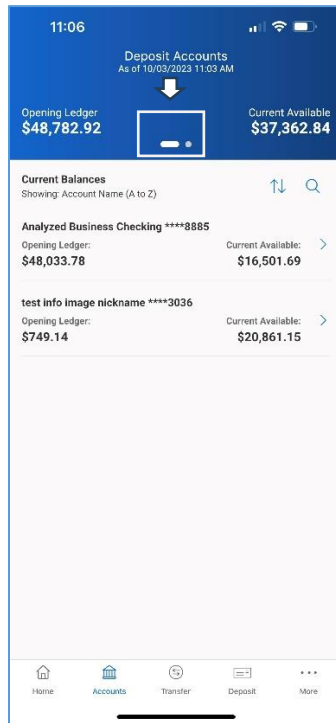 11:06
Deposit Accounts
As of 10/03/2023 11:03 AM
Opening Ledger Current Available
$48,782.92 $37,362.84
Current Balances
Showing: Account Name (A to Z)
Analyzed Business Checking ****8885
Opening Ledger: Current Available:
$48,033.78 $16,501.69
test info image nickname ****3036
Opening Ledger: Current Available:
$749.14 $20,861.15
Home Accounts Transfer Deposit More